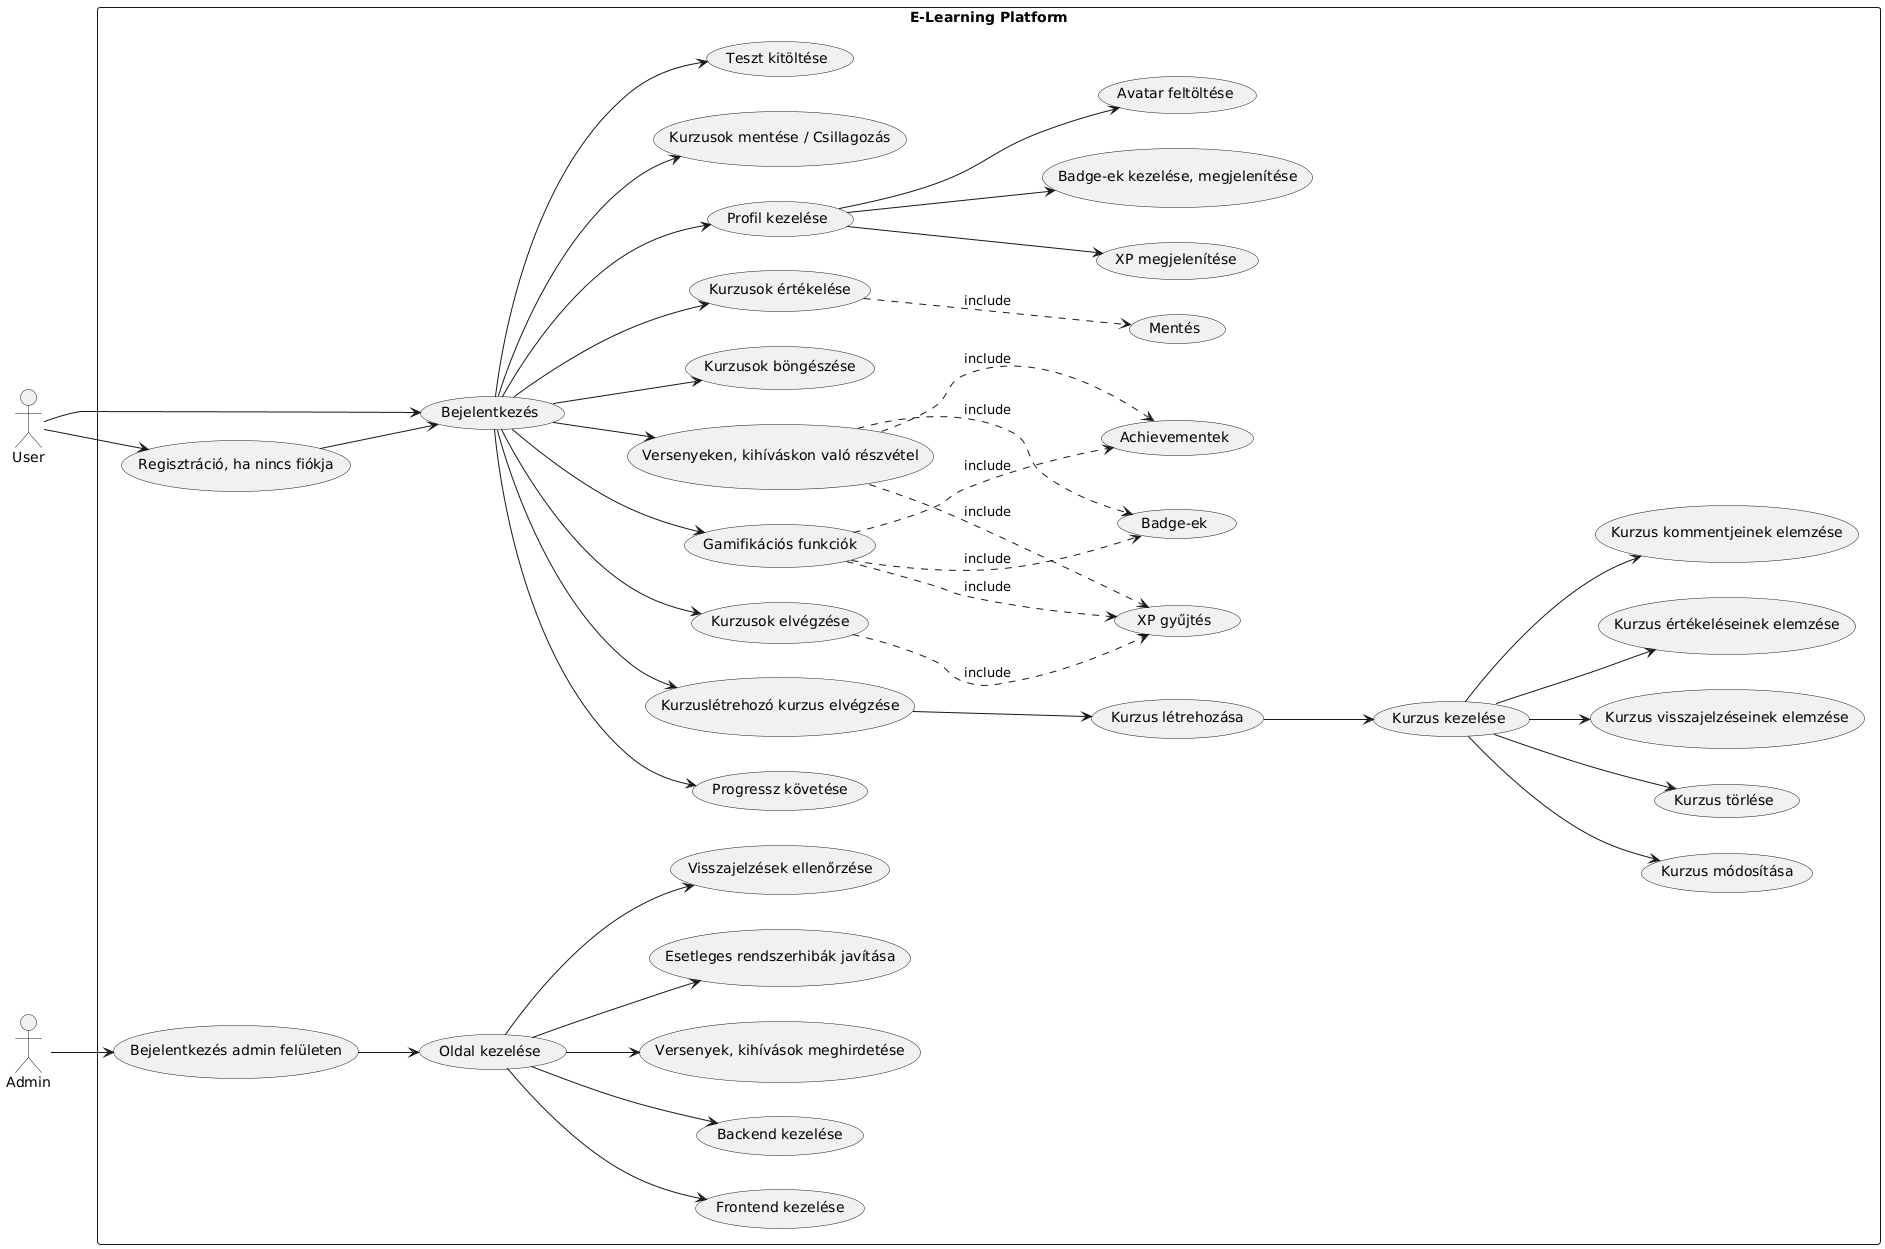 E-Learning Platform
Teszt kitöltése
Avatar feltöltése
Kurzusok mentése / Csillagozás
Badge-ek kezelése, megjelenítése
Profil kezelése
XP megjelenítése
Kurzusok értékelése
include
Mentés
include
Kurzusok böngészése
User
Bejelentkezés
include
Achievementek
Regisztráció, ha nincs fiókja
Versenyeken, kihíváskon való részvétel
include
include
Badge-ek
Kurzus kommentjeinek elemzése
Gamifikációs funkciók
include
include
Kurzusok elvégzése
XP gyűjtés
Kurzus értékeléseinek elemzése
include
Kurzuslétrehozó kurzus elvégzése
Kurzus létrehozása
Kurzus kezelése
Kurzus visszajelzéseinek elemzése
Progressz követése
Kurzus törlése
Visszajelzések ellenőrzése
Kurzus módosítása
Esetleges rendszerhibák javítása
Admin
Bejelentkezés admin felületen
Oldal kezelése
Versenyek, kihívások meghirdetése
Backend kezelése
Frontend kezelése